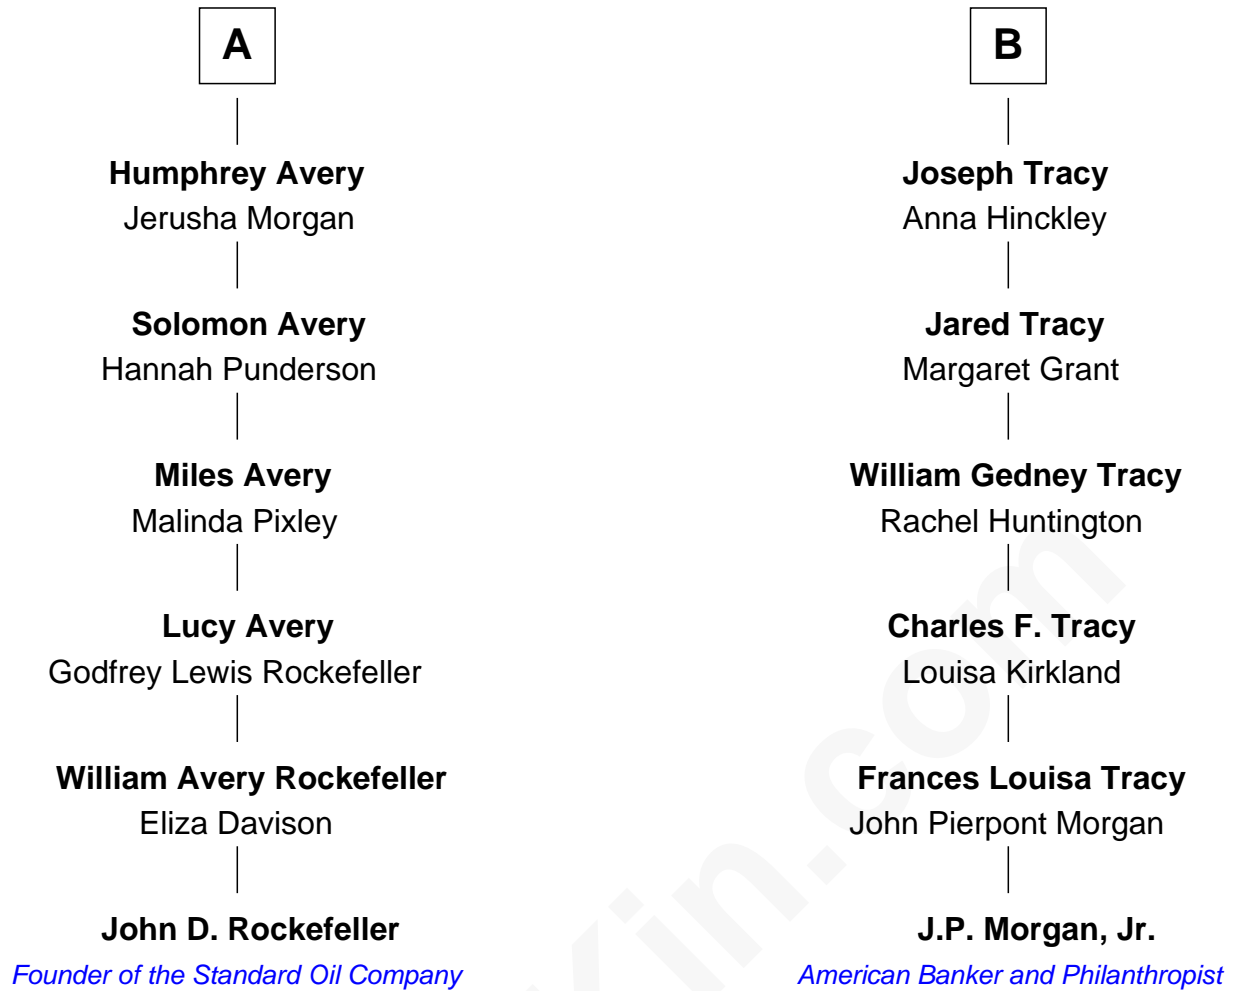 A
B
Humphrey Avery
Jerusha Morgan
Joseph Tracy
Anna Hinckley
Solomon Avery
Hannah Punderson
Jared Tracy
Margaret Grant
Miles Avery
Malinda Pixley
William Gedney Tracy
Rachel Huntington
Lucy Avery
Godfrey Lewis Rockefeller
Charles F. Tracy
Louisa Kirkland
William Avery Rockefeller
Eliza Davison
Frances Louisa Tracy
John Pierpont Morgan
John D. Rockefeller
Founder of the Standard Oil Company
J.P. Morgan, Jr.
American Banker and Philanthropist